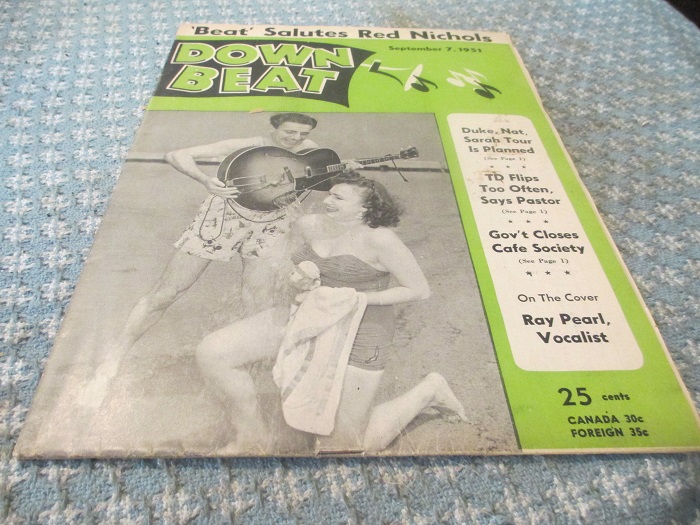 'Beat' Salutes Red Nichols
DOWN
BEAT
September 7, 1951
Duke, Nat,
Sarah Tour
Is Planned
(See Page 1)
* * *
TD Flips
Too Often,
Says Pastor
(See Page 1)
* * *
Gov't Closes
Cafe Society
(See Page 1)
* * *
On The Cover
Ray Pearl,
Vocalist
25 cents
CANADA 30c
FOREIGN 35c